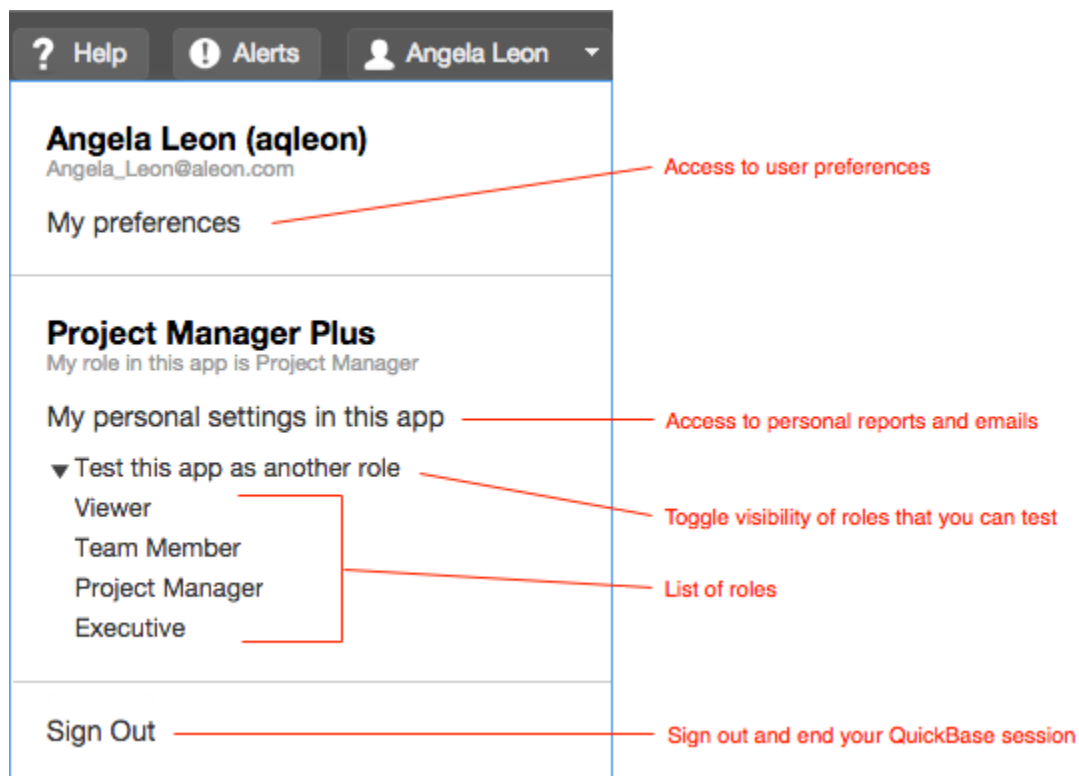 ? Help
Alerts
Angela Leon
Angela Leon (aqleon)
Angela_Leon@aleon.com
Access to user preferences
My preferences
Project Manager Plus
My role in this app is Project Manager
My personal settings in this app
Access to personal reports and emails
Test this app as another role
Viewer
Toggle visibility of roles that you can test
Team Member
Project Manager
List of roles
Executive
Sign Out
Sign out and end your QuickBase session